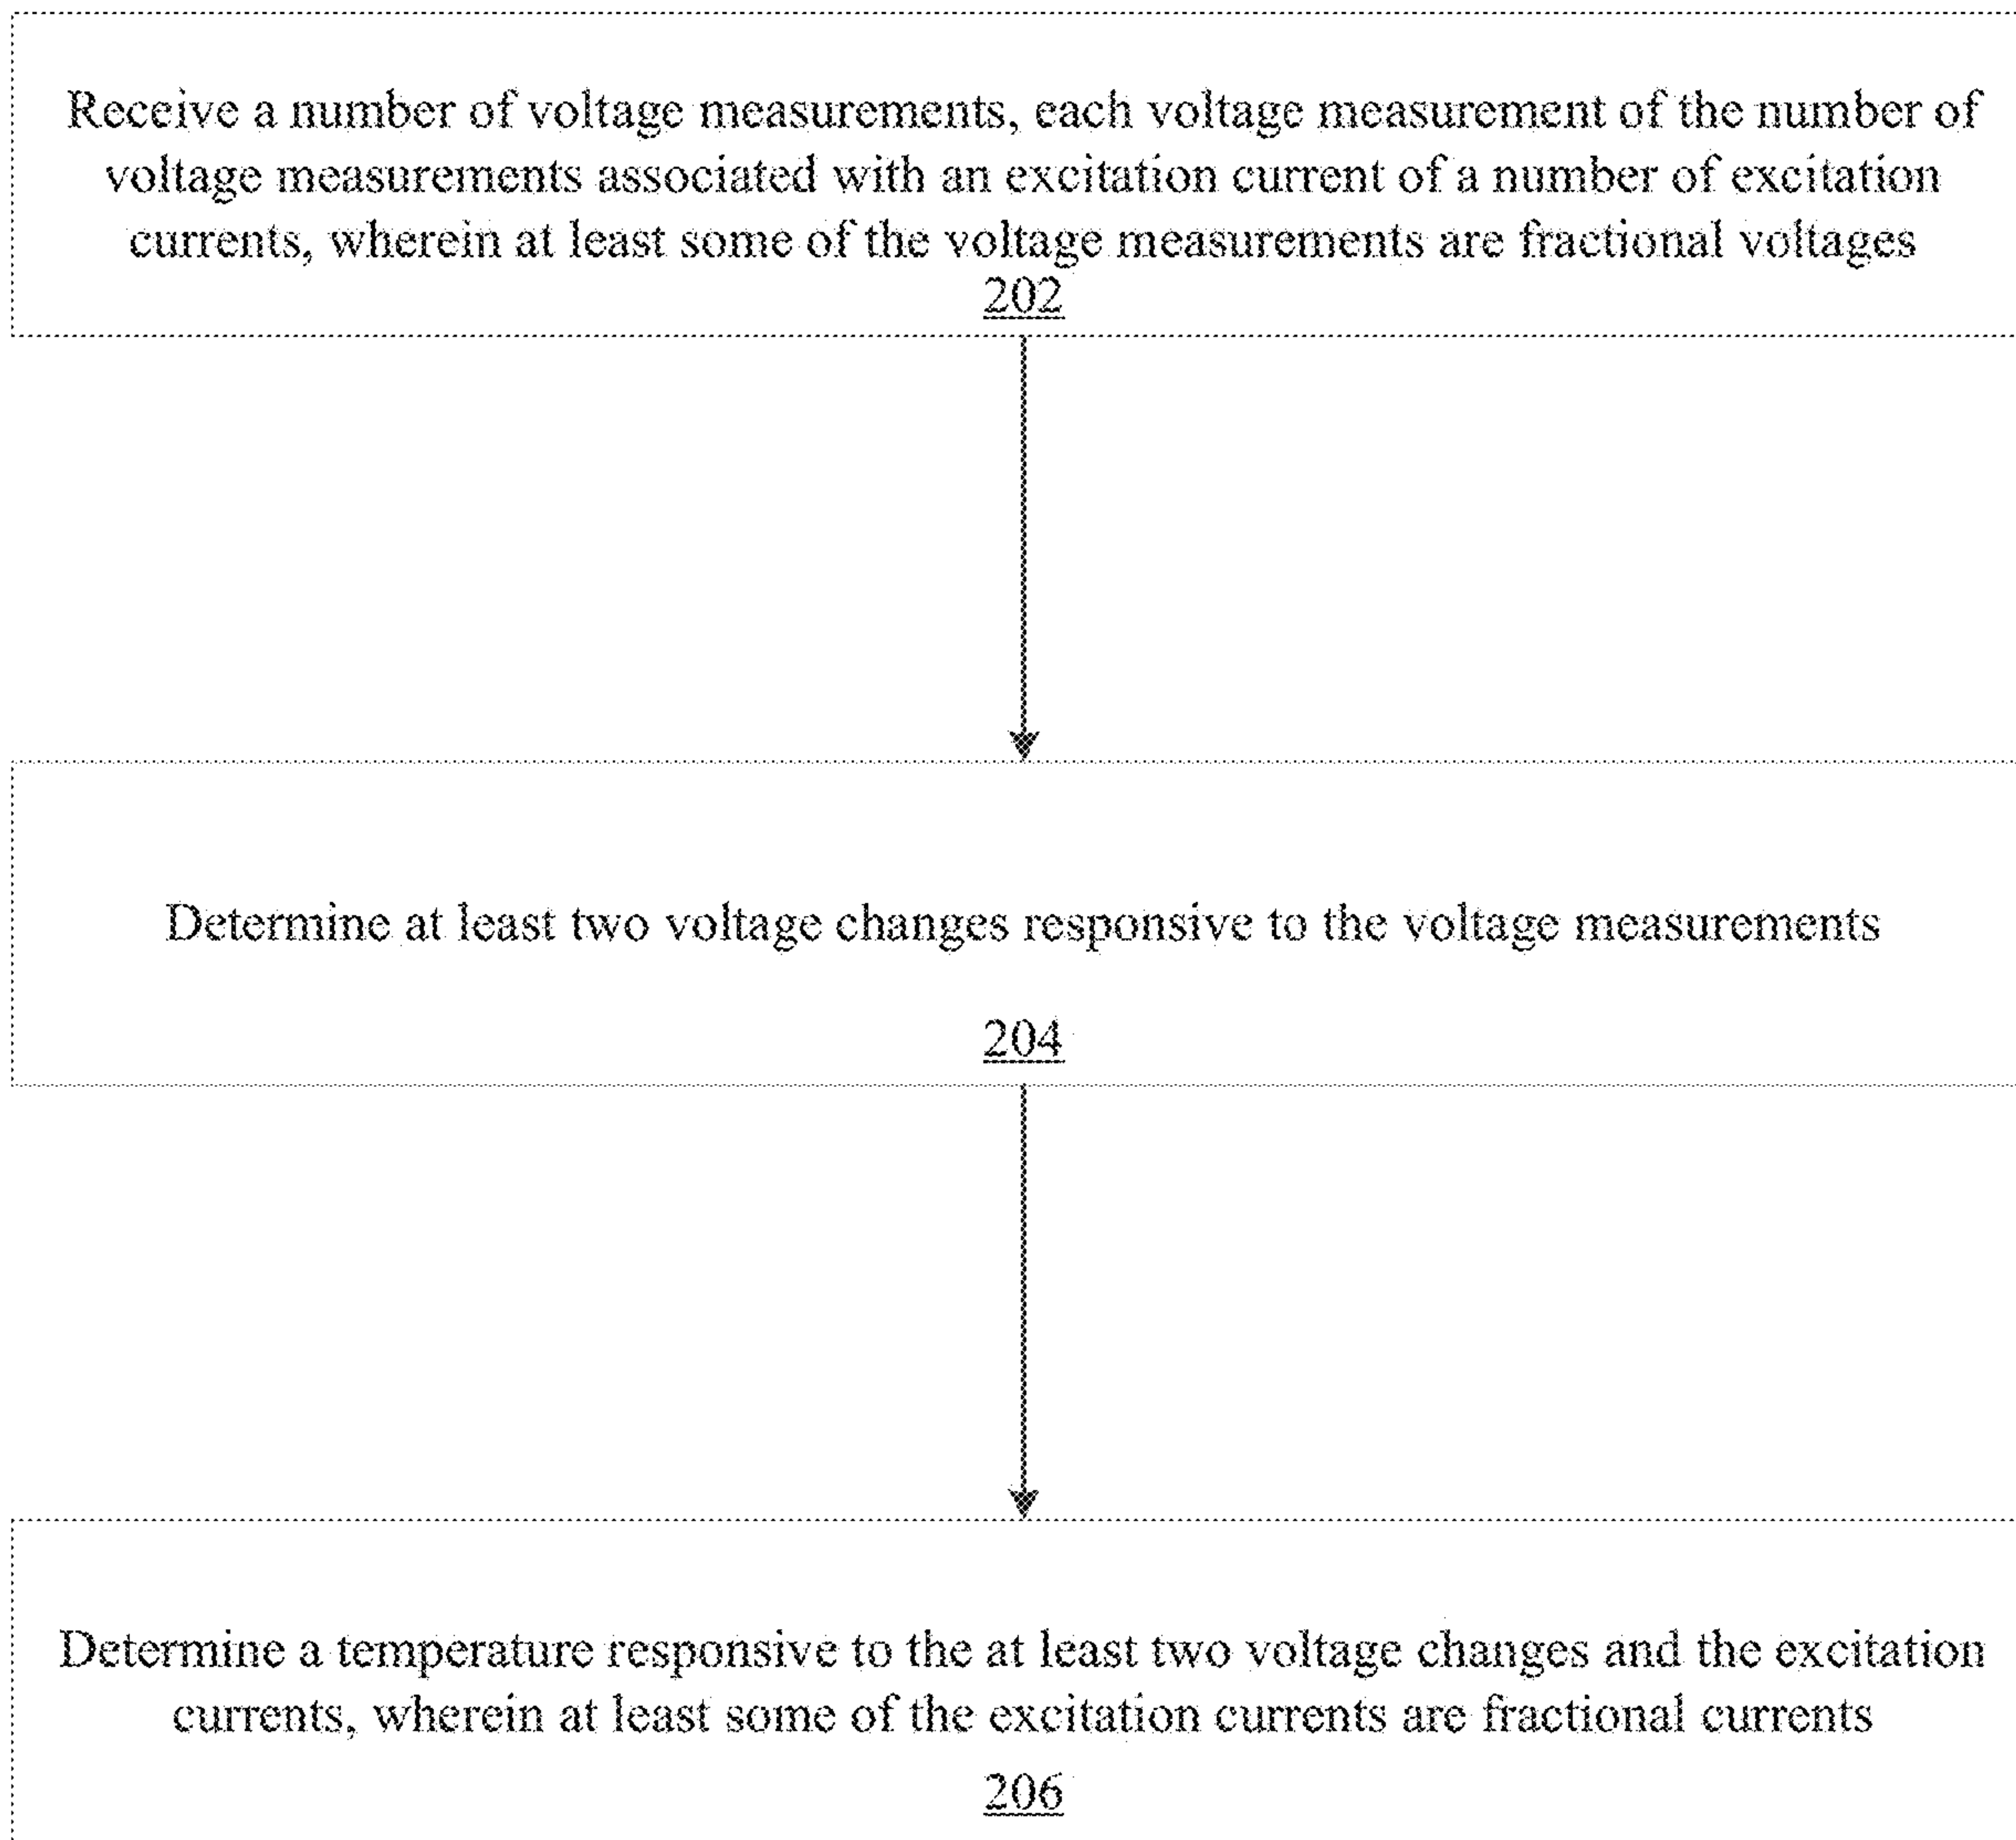 Receive a number of voltage measurements, each voltage measurement of the number of
voltage measurements associated with an excitation current of a number of excitation
currents, wherein at least some of the voltage measurements are fractional voltages
202
Determine at least two voltage changes responsive to the voltage measurements
204
Determine a temperature responsive to the at least two voltage changes and the excitation
currents, wherein at least some of the excitation currents are fractional currents
206